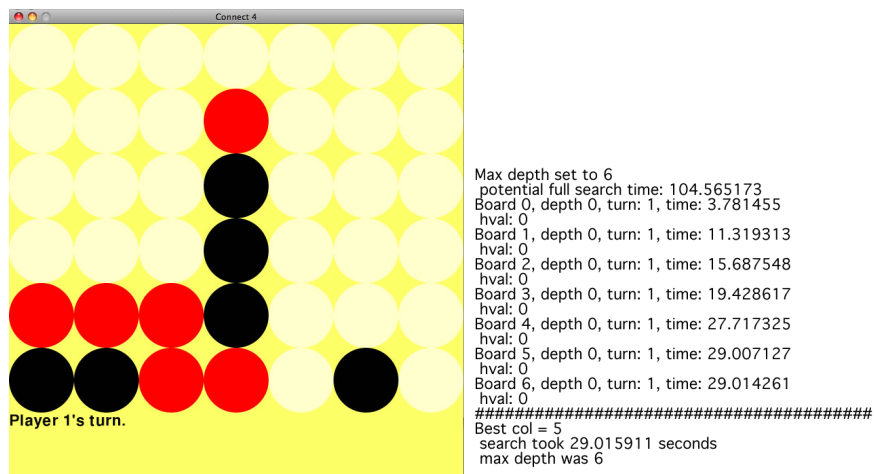 Connect 4
Player 1's turn.
Max depth set to 6
potential full search time: 104.565173
Board 0, depth 0, turn: 1, time: 3.781455
hval: 0
Board 1, depth 0, turn: 1, time: 11.319313
hval: 0
Board 2, depth 0, turn: 1, time: 15.687548
hval: 0
Board 3, depth 0, turn: 1, time: 19.428617
hval: 0
Board 4, depth 0, turn: 1, time: 27.717325
hval: 0
Board 5, depth 0, turn: 1, time: 29.007127
hval: 0
Board 6, depth 0, turn: 1, time: 29.014261
hval: 0
########################################
Best col = 5
search took 29.015911 seconds
max depth was 6